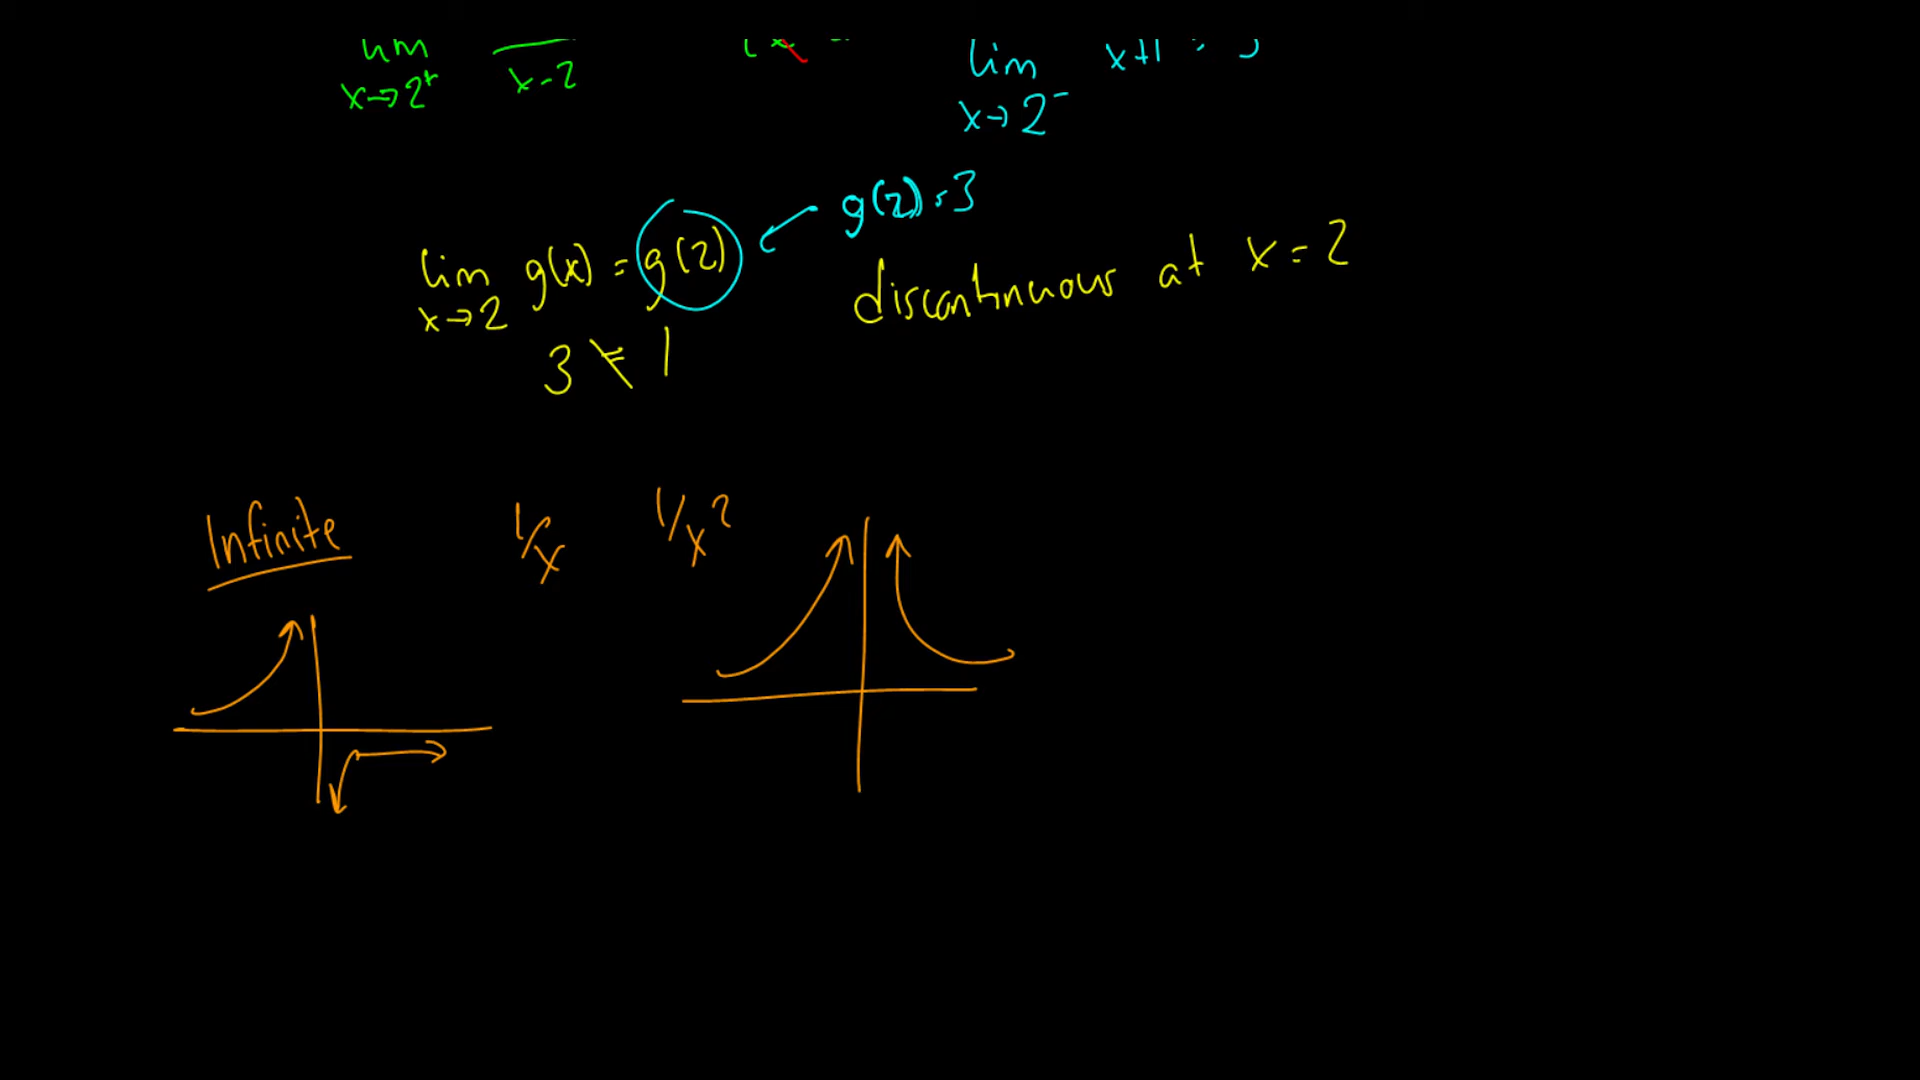 lim x-2 lim x+1 = 3
x→2⁺ x→2⁻
g(2) = 3
lim g(x) = g(2) discontinuous at x = 2
x→2
3 ≠ 1
Infinite 1/x 1/x²